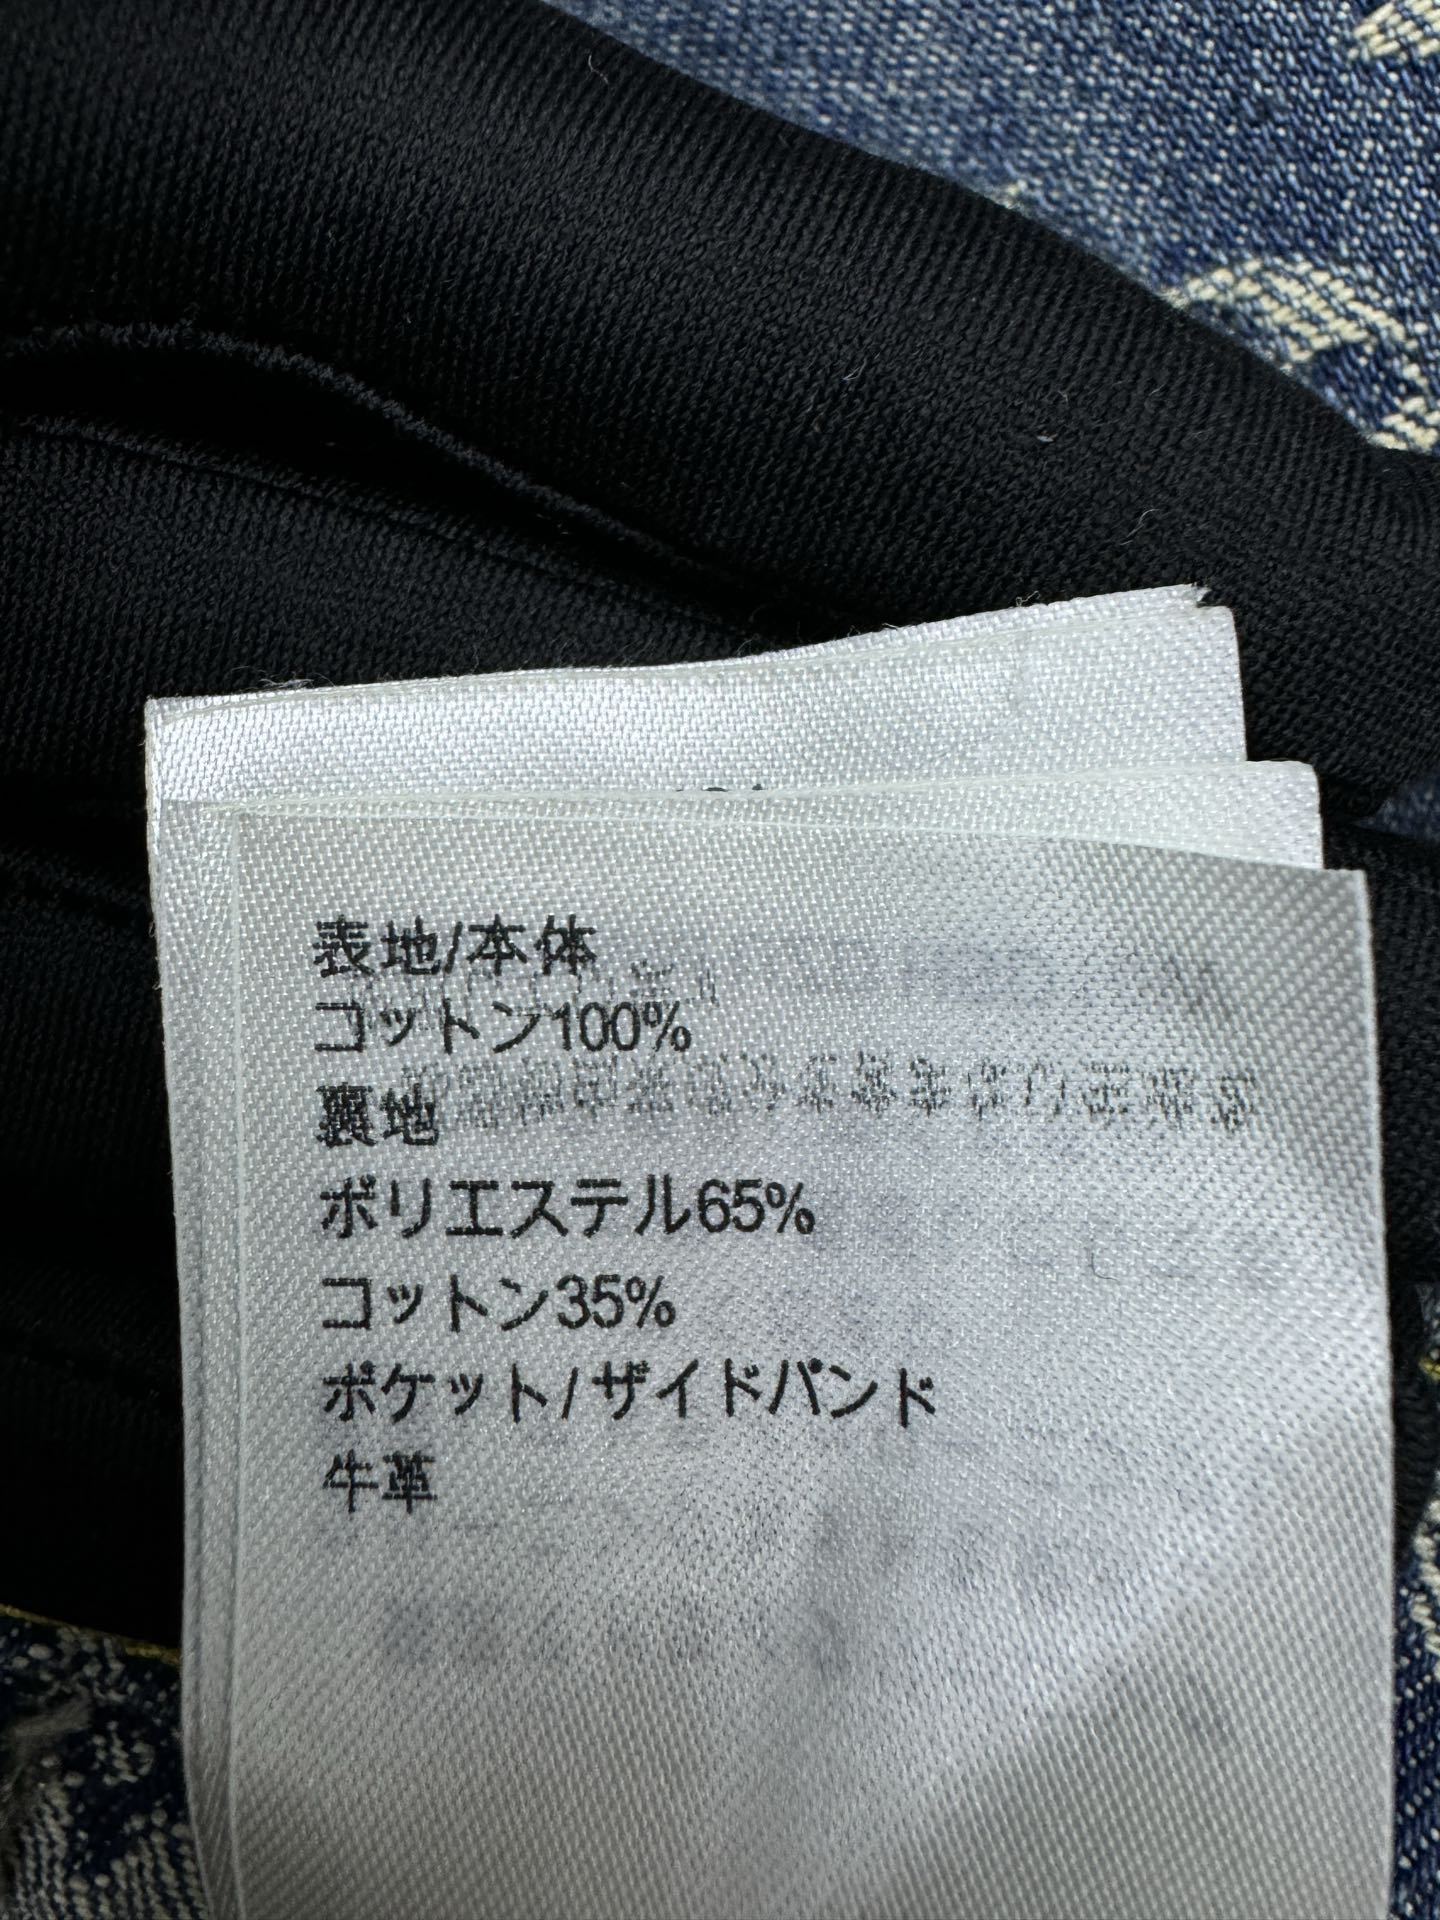 表地/本体
コットン100%
裏地
ポリエステル65%
コットン35%
ポケット/ザイドパンド
牛革